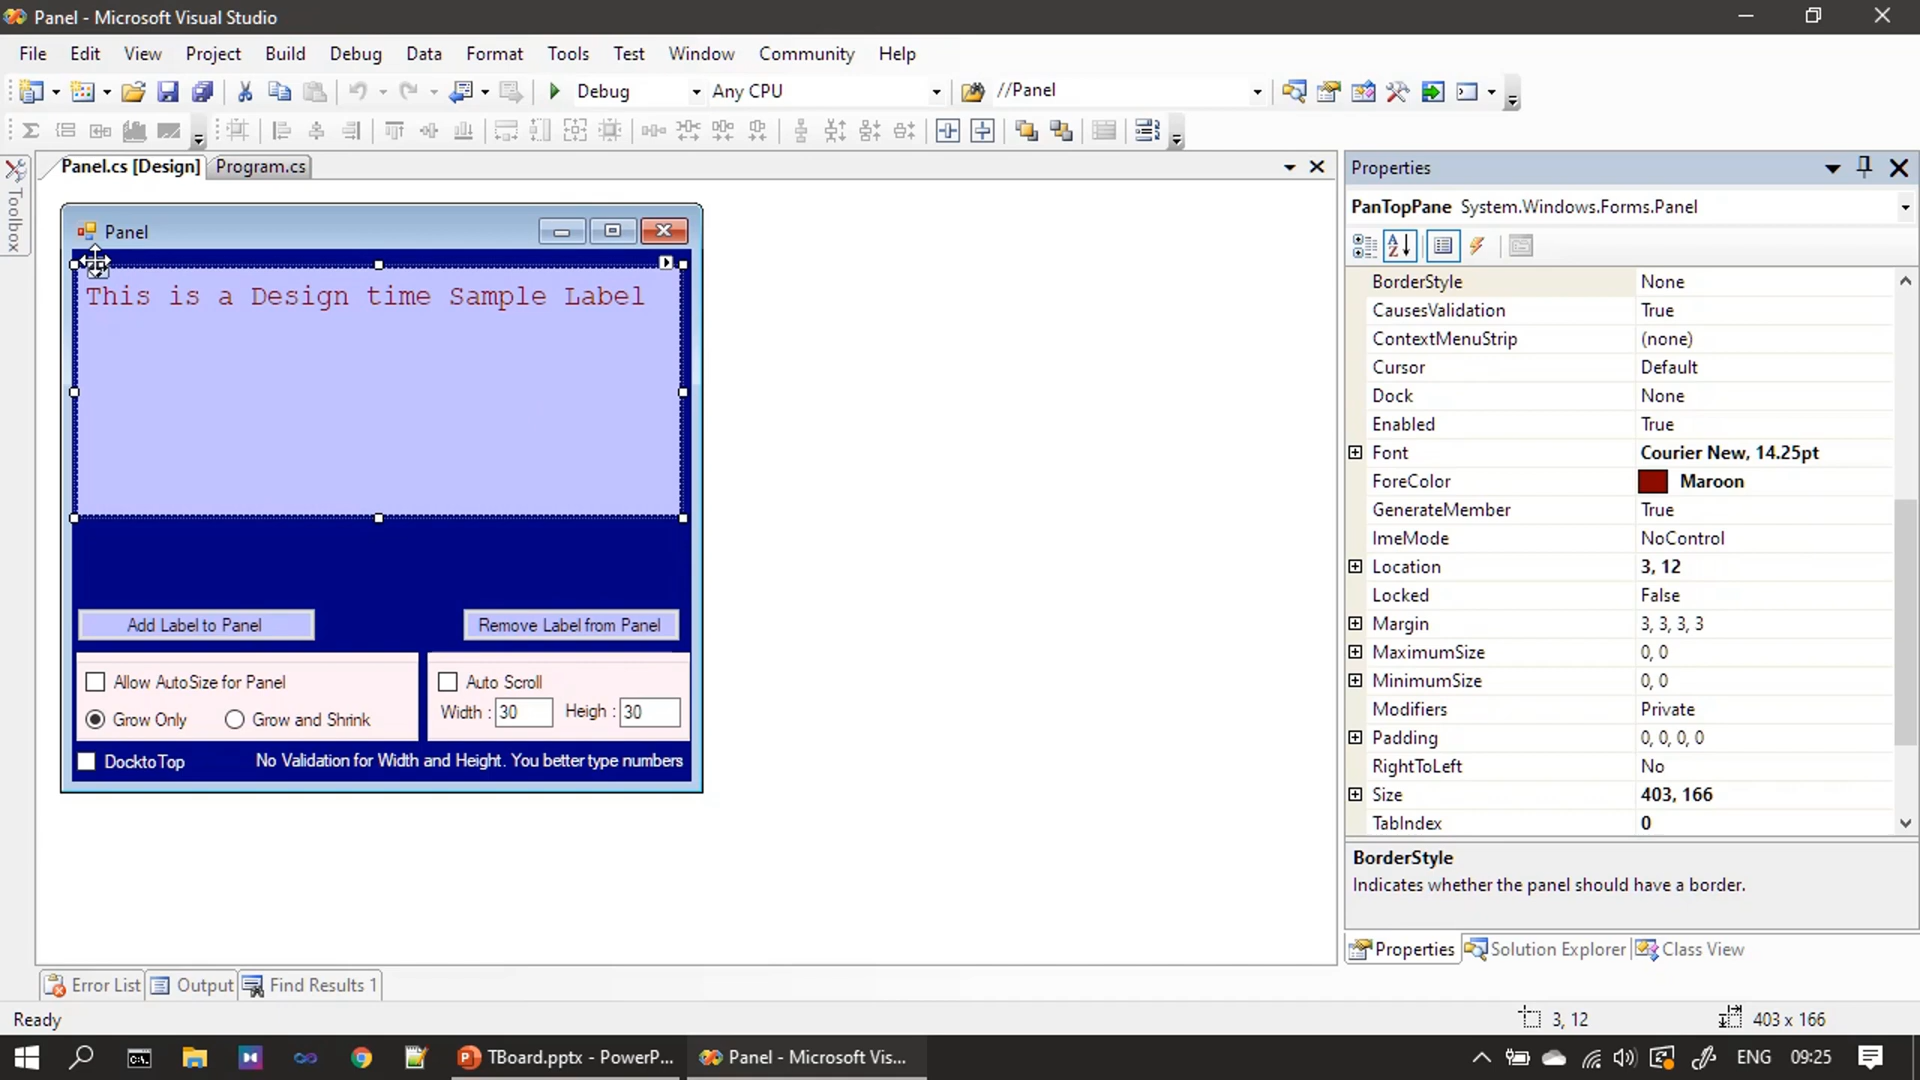 Panel - Microsoft Visual Studio
File Edit View Project Build Debug Data Format Tools Test Window Community Help
Debug Any CPU //Panel
Toolbox
Panel.cs [Design] Program.cs
Panel
This is a Design time Sample Label
Add Label to Panel Remove Label from Panel
Allow AutoSize for Panel
Grow Only Grow and Shrink
Auto Scroll
Width : 30 Heigh : 30
DocktoTop No Validation for Width and Height. You better type numbers
Properties
PanTopPane System.Windows.Forms.Panel
BorderStyle None
CausesValidation True
ContextMenuStrip (none)
Cursor Default
Dock None
Enabled True
Font Courier New, 14.25pt
ForeColor Maroon
GenerateMember True
ImeMode NoControl
Location 3, 12
Locked False
Margin 3, 3, 3, 3
MaximumSize 0, 0
MinimumSize 0, 0
Modifiers Private
Padding 0, 0, 0, 0
RightToLeft No
Size 403, 166
TabIndex 0
BorderStyle
Indicates whether the panel should have a border.
Properties Solution Explorer Class View
Error List Output Find Results 1
Ready 3, 12 403 x 166
TBoard.pptx - PowerP... Panel - Microsoft Vis... ENG 09:25